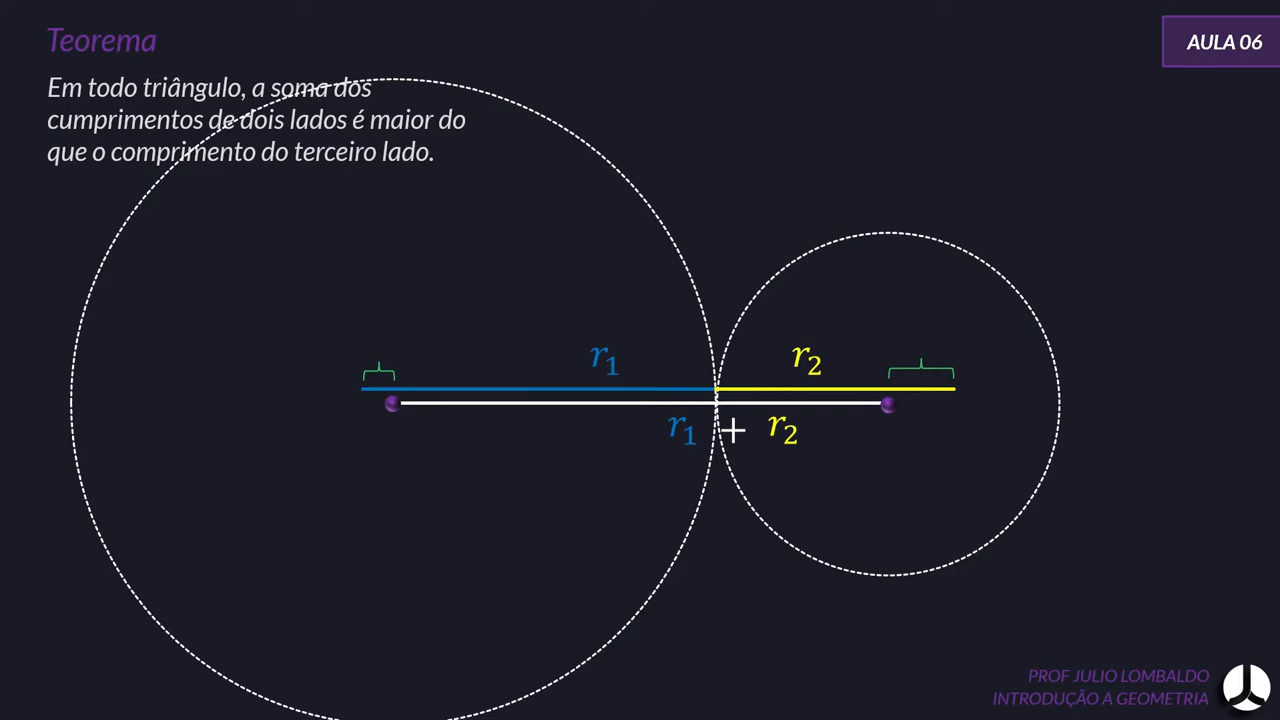 Teorema
AULA 06
Em todo triângulo, a soma dos
cumprimentos de dois lados é maior do
que o comprimento do terceiro lado.
r₁ r₂
r₁ + r₂
PROF JULIO LOMBALDO
INTRODUÇÃO A GEOMETRIA